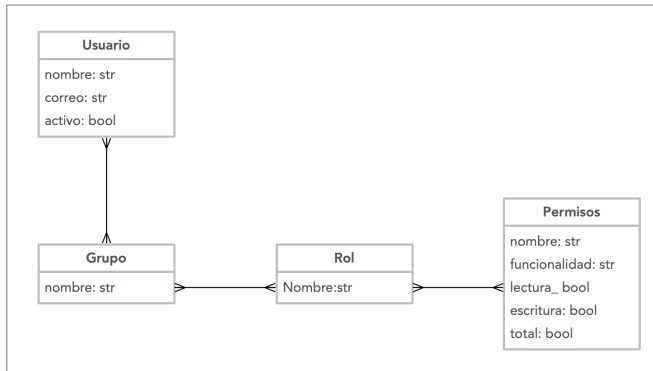 Usuario
nombre: str
correo: str
activo: bool
Grupo
nombre: str
Rol
Nombre:str
Permisos
nombre: str
funcionalidad: str
lectura_ bool
escritura: bool
total: bool